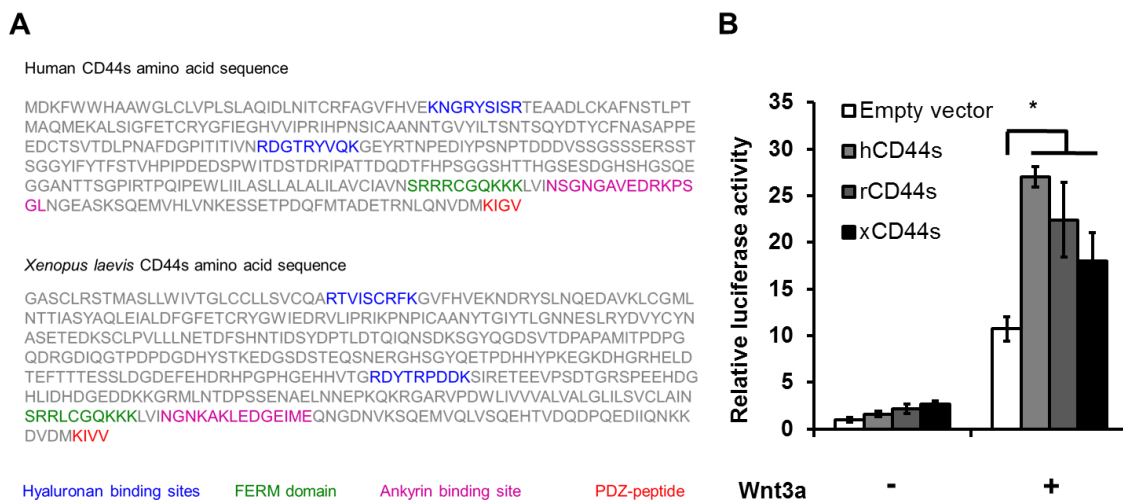 A
Human CD44s amino acid sequence
MDKFWWHAAWGLCLVPLSLAQIDLNITCRFAGVFHVEKNGRYSISRTEAADLCKAFNSTLPT
MAQMEKALSIGFETCRYGFIEGHVVIPRIHPNSICAANNTGVYILTSNTSQYDTYCFNASAPPE
EDCTSVTDLPNAFDGPITITIVNRDGTRYVQKGEYRTNPEDIYPSNPTDDDVSSGSSSERSST
SGGYIFYTFSTVHPIPDEDSPWITDSTDRIPATTDQDTFHPSGGSHTTHGSESDGHSHGSQE
GGANTTSGPIRTPQIPEWLIILASLLALALILAVCIAVNSRRRCGQKKKLVINSGNGAVEDRKPS
GLNGEASKSQEMVHLVNKESSETPDQFMTADETRNLQNVDMKIGV
Xenopus laevis CD44s amino acid sequence
GASCLRSTMASLLWIVTGLCCLLSVCQARTVISCRFKGVFHVEKNDRYSLNQEDAVKLCGML
NTTIASYAQLEIALDFGFETCRYGWIEDRVLIPRIKPNPICAANYTGIYTLGNNESLRYDVYCYN
ASETEDKSCLPVLLLNETDFSHNTIDSYDPTLDTQIQNSDKSGYQGDSVTDPAPAMITPDPG
QDRGDIQGTPDPDGDHYSTKEDGSDSTEQSNERGHSGYQETPDHHYPKEGKDHGRHELD
TEFTTTESSLDGDEFEHDRHPGPHGEHHVTGRDYTRPDDKSIRETEEVPSDTGRSPEEHDG
HLIDHDGEDDKKGRMLNTDPSSENAELNNEPKQKRGARVPDWLIVVVALVALGLILSVCLAIN
SRRLCGQKKKLVINGNKAKLEDGEIMEQNGDNVKSQEMVQLVSQEHTVDQDPQEDIIQNKK
DVDMKIVV
Hyaluronan binding sites FERM domain Ankyrin binding site PDZ-peptide
B
Relative luciferase activity
35
30
25
20
15
10
5
0
Empty vector
hCD44s
rCD44s
xCD44s
*
Wnt3a - +